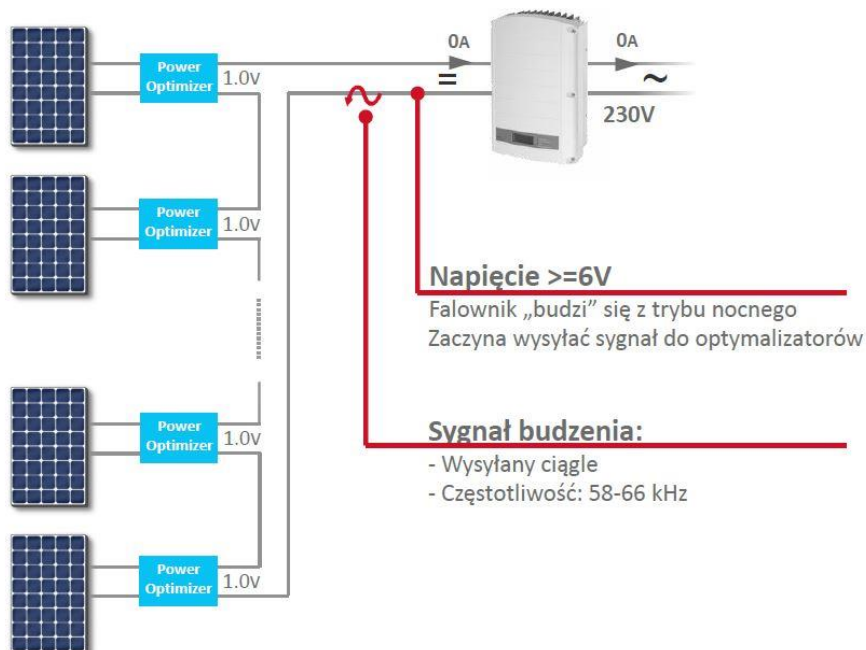 Power
Optimizer
1.0v
0A
=
0A
~
230V
Power
Optimizer
1.0v
Napięcie >=6V
Falownik „budzi” się z trybu nocnego
Zaczyna wysyłać sygnał do optymalizatorów
Power
Optimizer
1.0v
Sygnał budzenia:
- Wysyłany ciągle
- Częstotliwość: 58-66 kHz
Power
Optimizer
1.0v